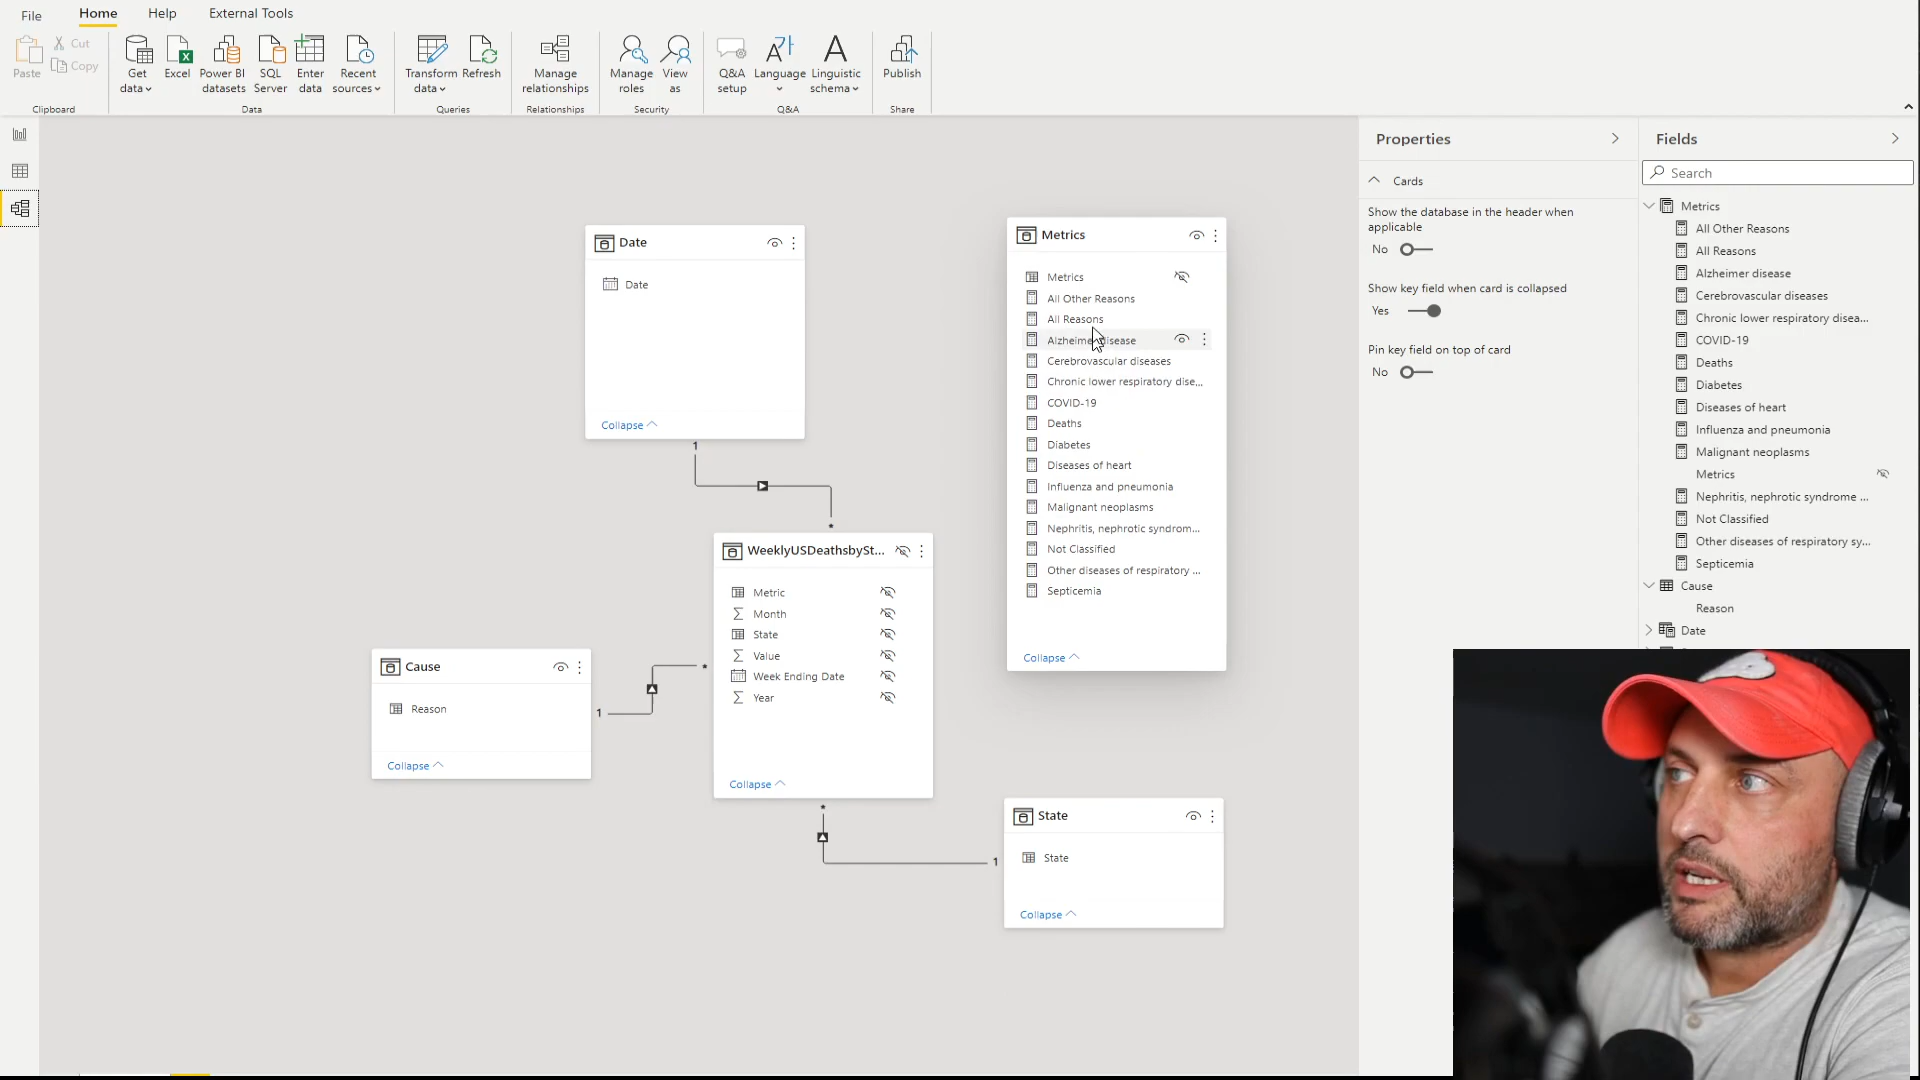 File
Home
Help
External Tools
Paste
Cut
Copy
Get
data
Excel
Power BI
datasets
SQL
Server
Enter
data
Recent
sources
Transform
data
Refresh
Manage
relationships
Manage
roles
View
as
Q&A
setup
Language
Linguistic
schema
Publish
Clipboard
Data
Queries
Relationships
Security
Q&A
Share
Date
Date
Collapse
1
*
Metrics
Metrics
All Other Reasons
All Reasons
Alzheimer disease
Cerebrovascular diseases
Chronic lower respiratory dise...
COVID-19
Deaths
Diabetes
Diseases of heart
Influenza and pneumonia
Malignant neoplasms
Nephritis, nephrotic syndrom...
Not Classified
Other diseases of respiratory ...
Septicemia
Collapse
WeeklyUSDeathsbySt...
Metric
Month
State
Value
Week Ending Date
Year
Collapse
*
Cause
Reason
Collapse
1
*
State
State
Collapse
1
Properties
Cards
Show the database in the header when
applicable
No
Show key field when card is collapsed
Yes
Pin key field on top of card
No
Fields
Search
Metrics
All Other Reasons
All Reasons
Alzheimer disease
Cerebrovascular diseases
Chronic lower respiratory disea...
COVID-19
Deaths
Diabetes
Diseases of heart
Influenza and pneumonia
Malignant neoplasms
Metrics
Nephritis, nephrotic syndrome ...
Not Classified
Other diseases of respiratory sy...
Septicemia
Cause
Reason
Date